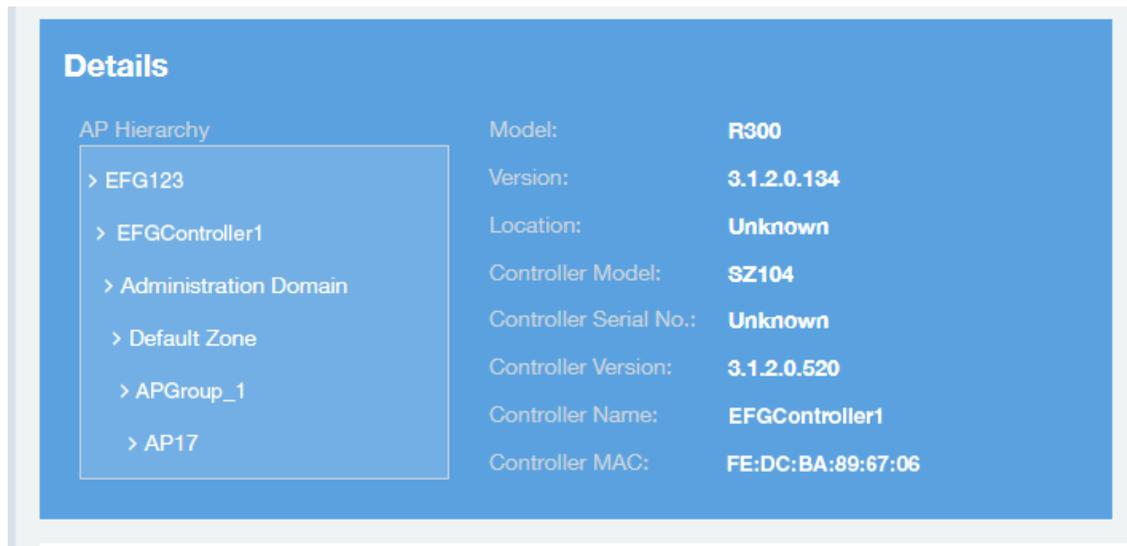 Details
AP Hierarchy
> EFG123
> EFGController1
> Administration Domain
> Default Zone
> APGroup_1
> AP17
Model: R300
Version: 3.1.2.0.134
Location: Unknown
Controller Model: SZ104
Controller Serial No.: Unknown
Controller Version: 3.1.2.0.520
Controller Name: EFGController1
Controller MAC: FE:DC:BA:89:67:06